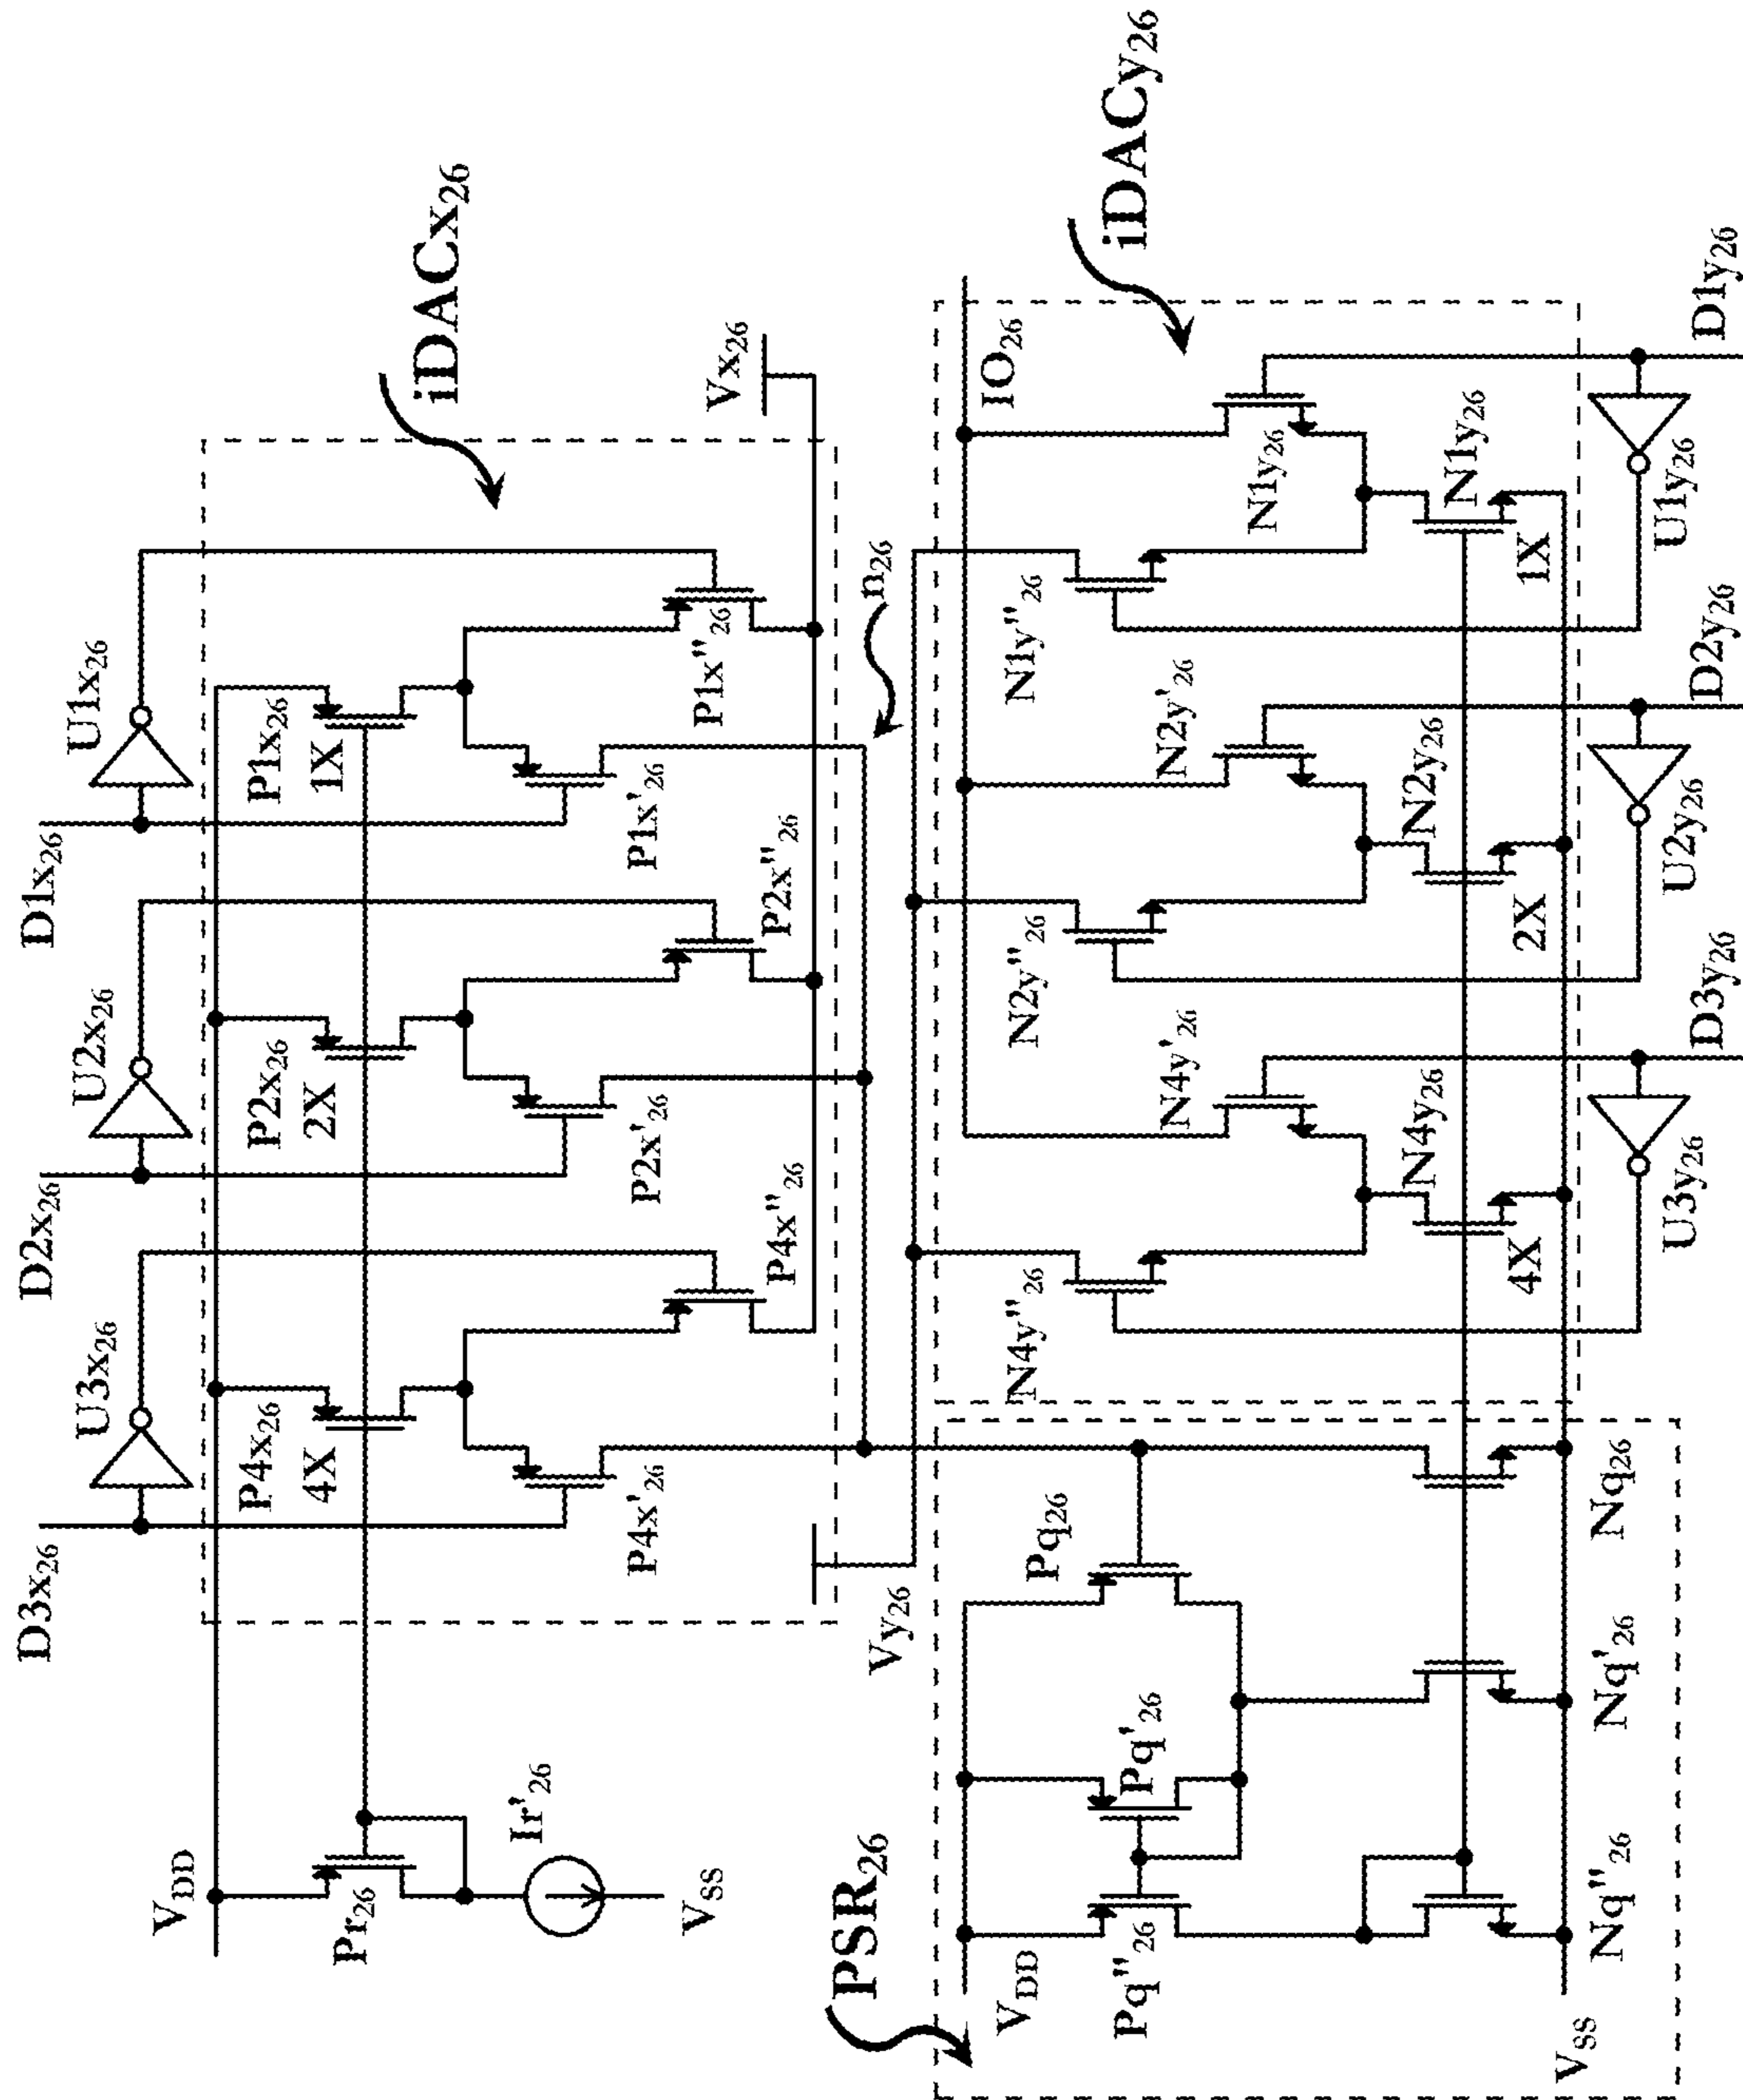 D3x26
D2x26
D1x26
U3x26
U2x26
U1x26
iDACx26
VDD
Pr26
Ir'26
VSS
P4x26
4X
P2x26
2X
P1x26
1X
P4x'26
P4x"26
P2x'26
P2x"26
P1x'26
P1x"26
Vx26
Vy26
n26
PSR26
iDACy26
IO26
VDD
Pq"26
Pq'26
Pq26
N4y"26
N4y'26
N2y"26
N2y'26
N1y"26
N1y26
N4y26
4X
N2y26
2X
N1y26
1X
VSS
Nq"26
Nq'26
Nq26
U3y26
U2y26
U1y26
D3y26
D2y26
D1y26